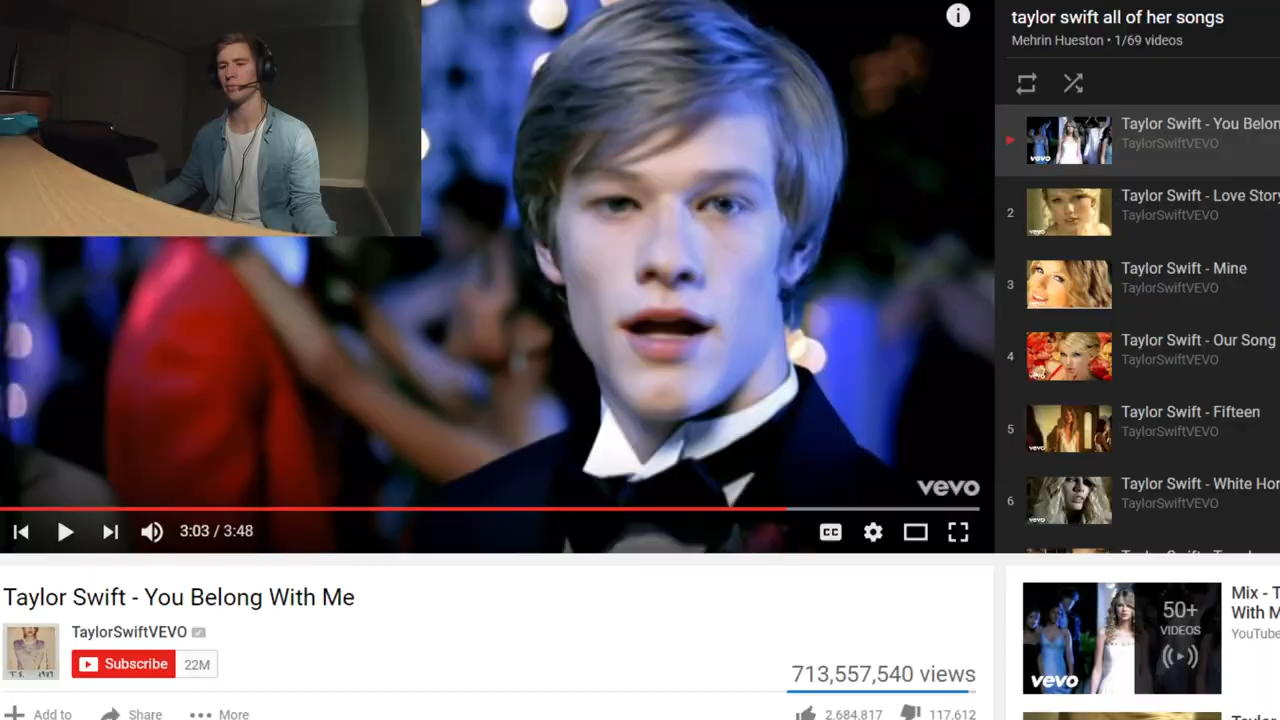 taylor swift all of her songs
Mehrin Hueston • 1/69 videos
Taylor Swift - You Belon
TaylorSwiftVEVO
vevo
2
Taylor Swift - Love Story
TaylorSwiftVEVO
3
Taylor Swift - Mine
TaylorSwiftVEVO
4
Taylor Swift - Our Song
TaylorSwiftVEVO
5
Taylor Swift - Fifteen
TaylorSwiftVEVO
6
Taylor Swift - White Hor
TaylorSwiftVEVO
vevo
3:03 / 3:48
CC
Taylor Swift - You Belong With Me
TaylorSwiftVEVO
Subscribe 22M
713,557,540 views
Add to Share More
2,684,817 117,612
50+
VIDEOS
vevo
Mix - T
With M
YouTube